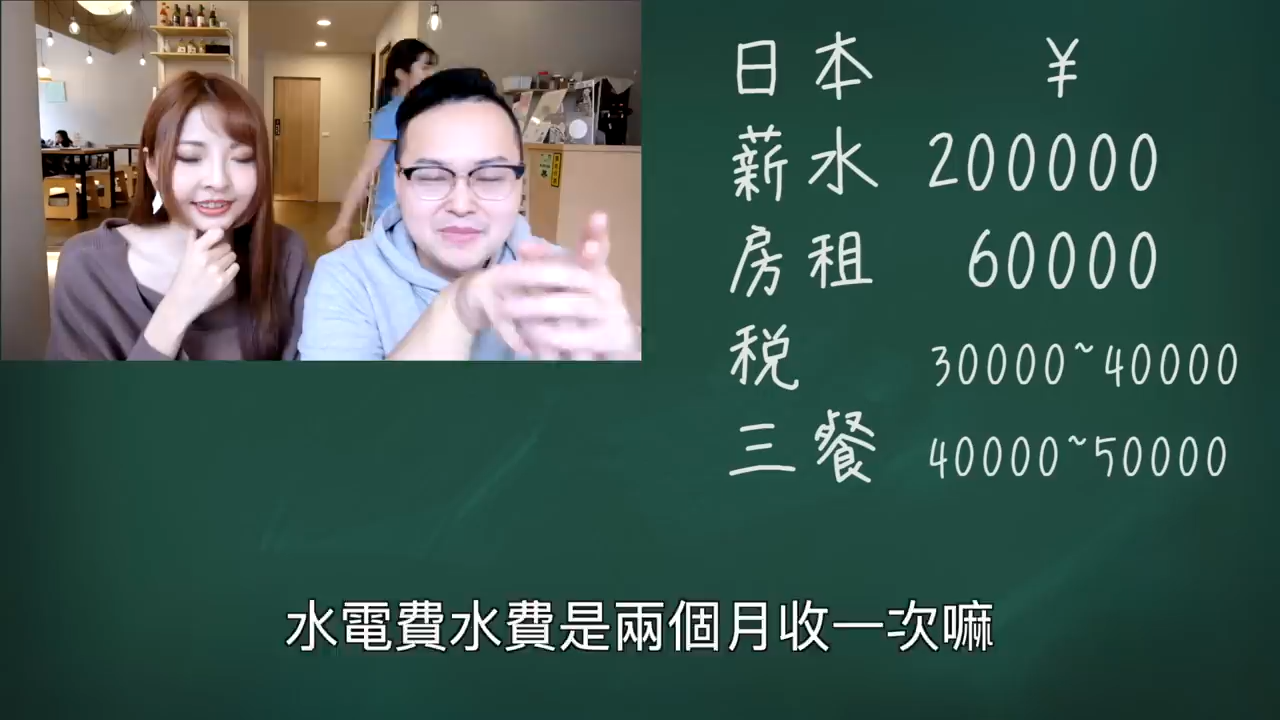 日本 ¥
薪水 200000
房租 60000
税 30000~40000
三餐 40000~50000
水電費水費是兩個月收一次嘛